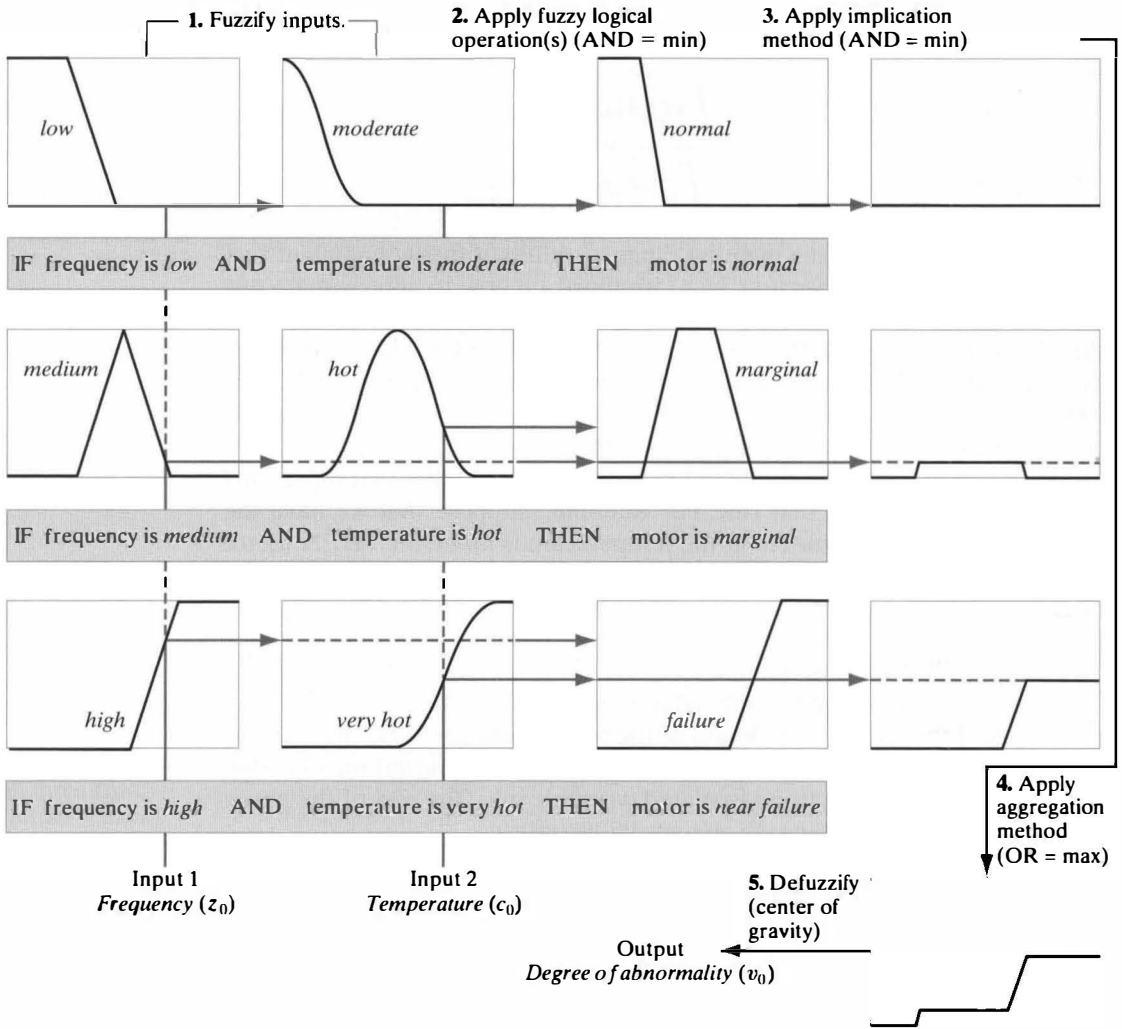 1. Fuzzify inputs.
2. Apply fuzzy logical
operation(s) (AND = min)
3. Apply implication
method (AND = min)
low
moderate
normal
IF frequency is low AND temperature is moderate THEN motor is normal
medium
hot
marginal
IF frequency is medium AND temperature is hot THEN motor is marginal
high
very hot
failure
IF frequency is high AND temperature is very hot THEN motor is near failure
4. Apply
aggregation
method
(OR = max)
Input 1
Frequency (z₀)
Input 2
Temperature (c₀)
5. Defuzzify
(center of
gravity)
Output
Degree of abnormality (v₀)